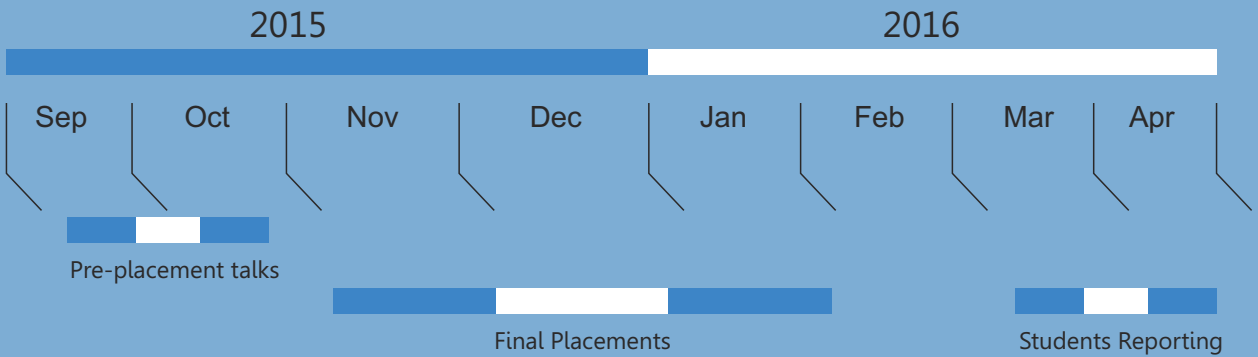 2015 2016
Sep Oct Nov Dec Jan Feb Mar Apr
Pre-placement talks
Final Placements Students Reporting